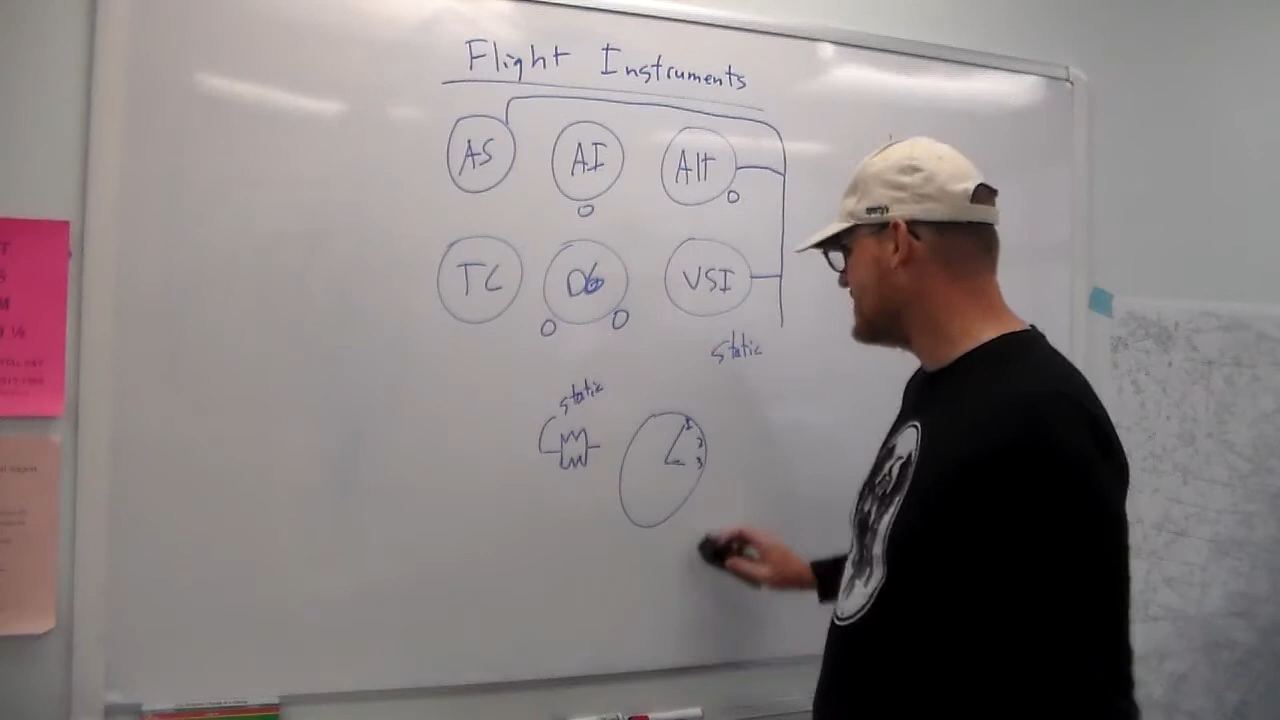 Flight Instruments
AS AI Alt
TC DG VSI
static
static
1
2
3